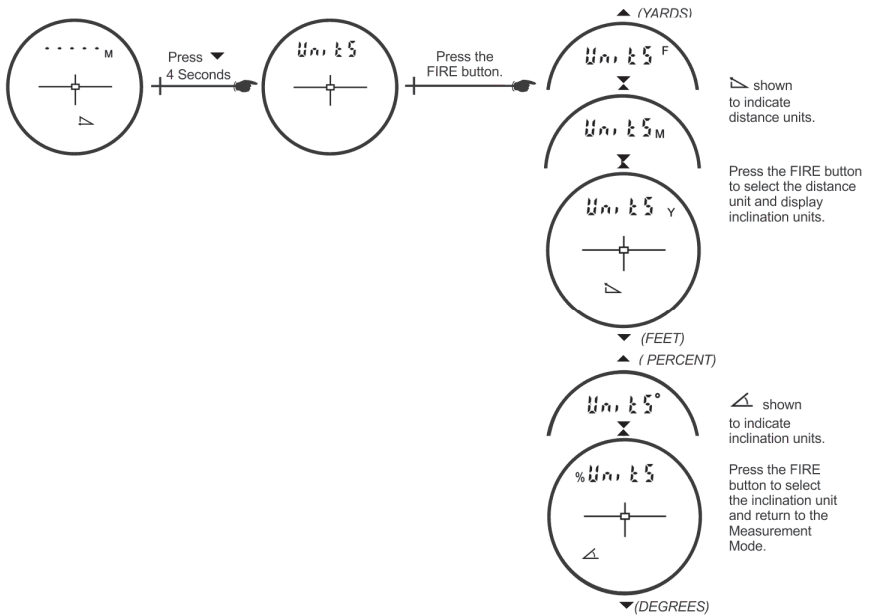 - - - - - M
Press ▼
4 Seconds
UnitS
Press the
FIRE button.
▲ (YARDS)
UnitS F
UnitS M
UnitS Y
▼ (FEET)
shown
to indicate
distance units.
Press the FIRE button
to select the distance
unit and display
inclination units.
▲ ( PERCENT)
UnitS°
% UnitS
▼(DEGREES)
shown
to indicate
inclination units.
Press the FIRE
button to select
the inclination unit
and return to the
Measurement
Mode.